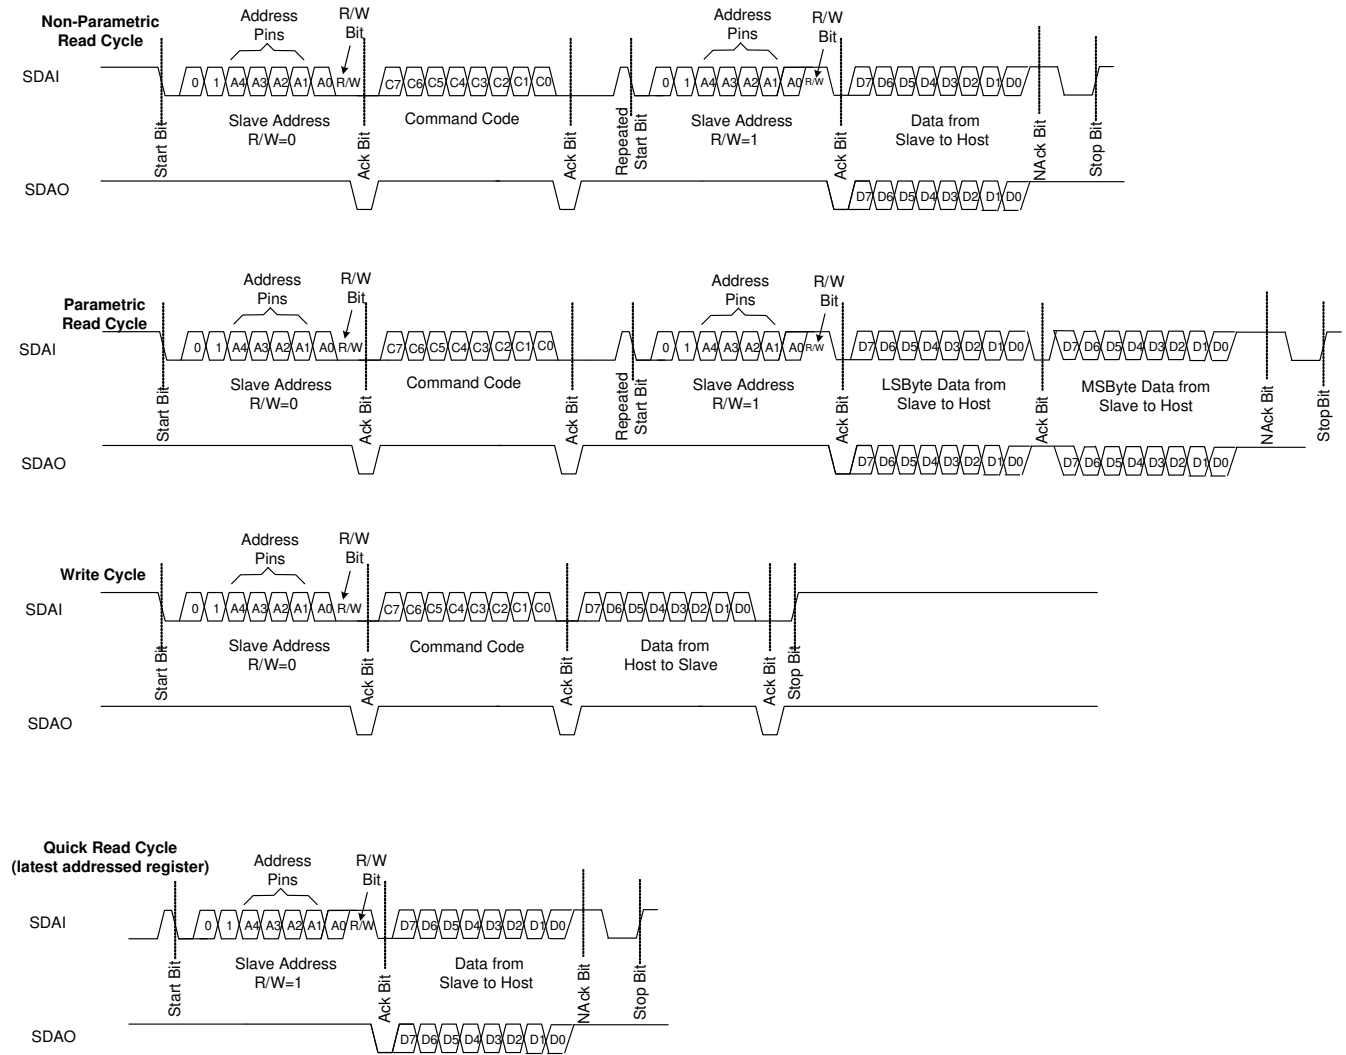 Non-Parametric
Read Cycle
Address
Pins
R/W
Bit
Address
Pins
R/W
Bit
SDAI
0 1 A4 A3 A2 A1 A0 R/W C7 C6 C5 C4 C3 C2 C1 C0 0 1 A4 A3 A2 A1 A0 R/W D7 D6 D5 D4 D3 D2 D1 D0
Start Bit
Slave Address
R/W=0
Ack Bit
Command Code
Ack Bit
Repeated
Start Bit
Slave Address
R/W=1
Ack Bit
Data from
Slave to Host
NAck Bit
Stop Bit
SDAO
D7 D6 D5 D4 D3 D2 D1 D0
Parametric
Read Cycle
Address
Pins
R/W
Bit
Address
Pins
R/W
Bit
SDAI
0 1 A4 A3 A2 A1 A0 R/W C7 C6 C5 C4 C3 C2 C1 C0 0 1 A4 A3 A2 A1 A0 R/W D7 D6 D5 D4 D3 D2 D1 D0 D7 D6 D5 D4 D3 D2 D1 D0
Start Bit
Slave Address
R/W=0
Ack Bit
Command Code
Ack Bit
Repeated
Start Bit
Slave Address
R/W=1
Ack Bit
LSByte Data from
Slave to Host
Ack Bit
MSByte Data from
Slave to Host
NAck Bit
Stop Bit
SDAO
D7 D6 D5 D4 D3 D2 D1 D0 D7 D6 D5 D4 D3 D2 D1 D0
Write Cycle
Address
Pins
R/W
Bit
SDAI
0 1 A4 A3 A2 A1 A0 R/W C7 C6 C5 C4 C3 C2 C1 C0 D7 D6 D5 D4 D3 D2 D1 D0
Start Bit
Slave Address
R/W=0
Ack Bit
Command Code
Ack Bit
Data from
Host to Slave
Ack Bit
Stop Bit
SDAO
Quick Read Cycle
(latest addressed register)
Address
Pins
R/W
Bit
SDAI
0 1 A4 A3 A2 A1 A0 R/W D7 D6 D5 D4 D3 D2 D1 D0
Start Bit
Slave Address
R/W=1
Ack Bit
Data from
Slave to Host
NAck Bit
Stop Bit
SDAO
D7 D6 D5 D4 D3 D2 D1 D0